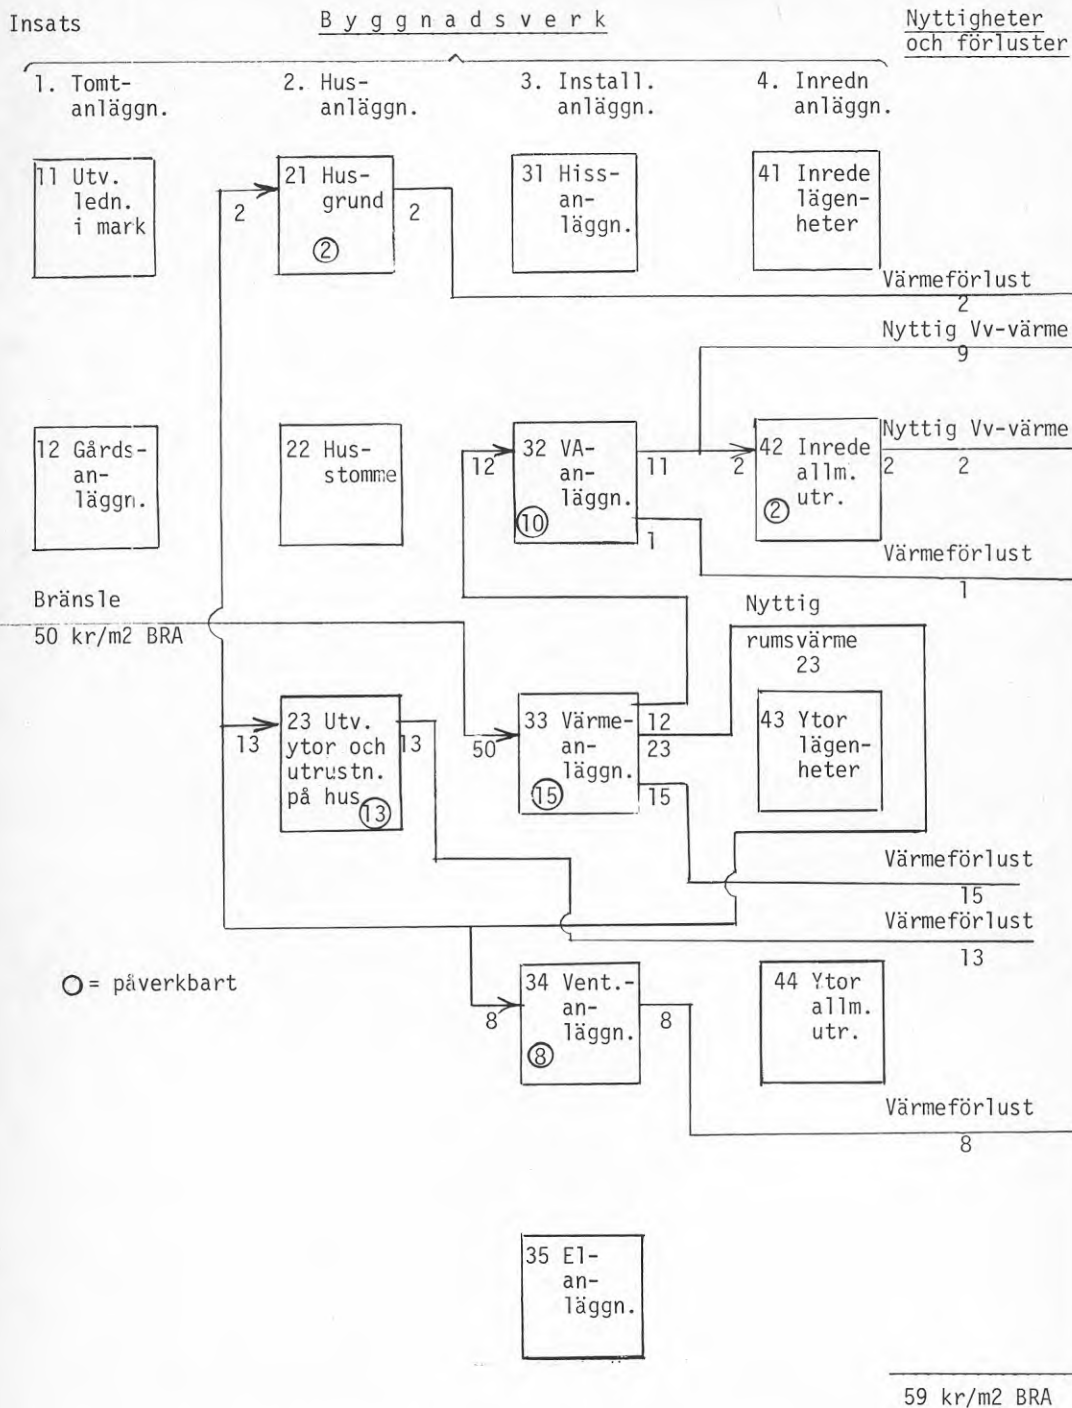 Insats
Byggnadsverk
Nyttigheter
och förluster
1. Tomt-
anläggn.
2. Hus-
anläggn.
3. Install.
anläggn.
4. Inredn
anläggn.
11 Utv.
ledn.
i mark
2
21 Hus-
grund
2
2
31 Hiss-
an-
läggn.
41 Inrede
lägen-
heter
Värmeförlust
2
Nyttig Vv-värme
9
12 Gårds-
an-
läggn.
22 Hus-
stomme
12
32 VA-
an-
läggn.
10
11
1
2
42 Inrede
allm.
utr.
2
2
Nyttig Vv-värme
2
Värmeförlust
1
Bränsle
50 kr/m2 BRA
Nyttig
rumsvärme
23
13
23 Utv.
ytor och
utrustn.
på hus
13
13
50
33 Värme-
an-
läggn.
15
12
23
15
43 Ytor
lägen-
heter
Värmeförlust
15
Värmeförlust
13
= påverkbart
8
34 Vent.-
an-
läggn.
8
8
44 Ytor
allm.
utr.
Värmeförlust
8
35 El-
an-
läggn.
59 kr/m2 BRA